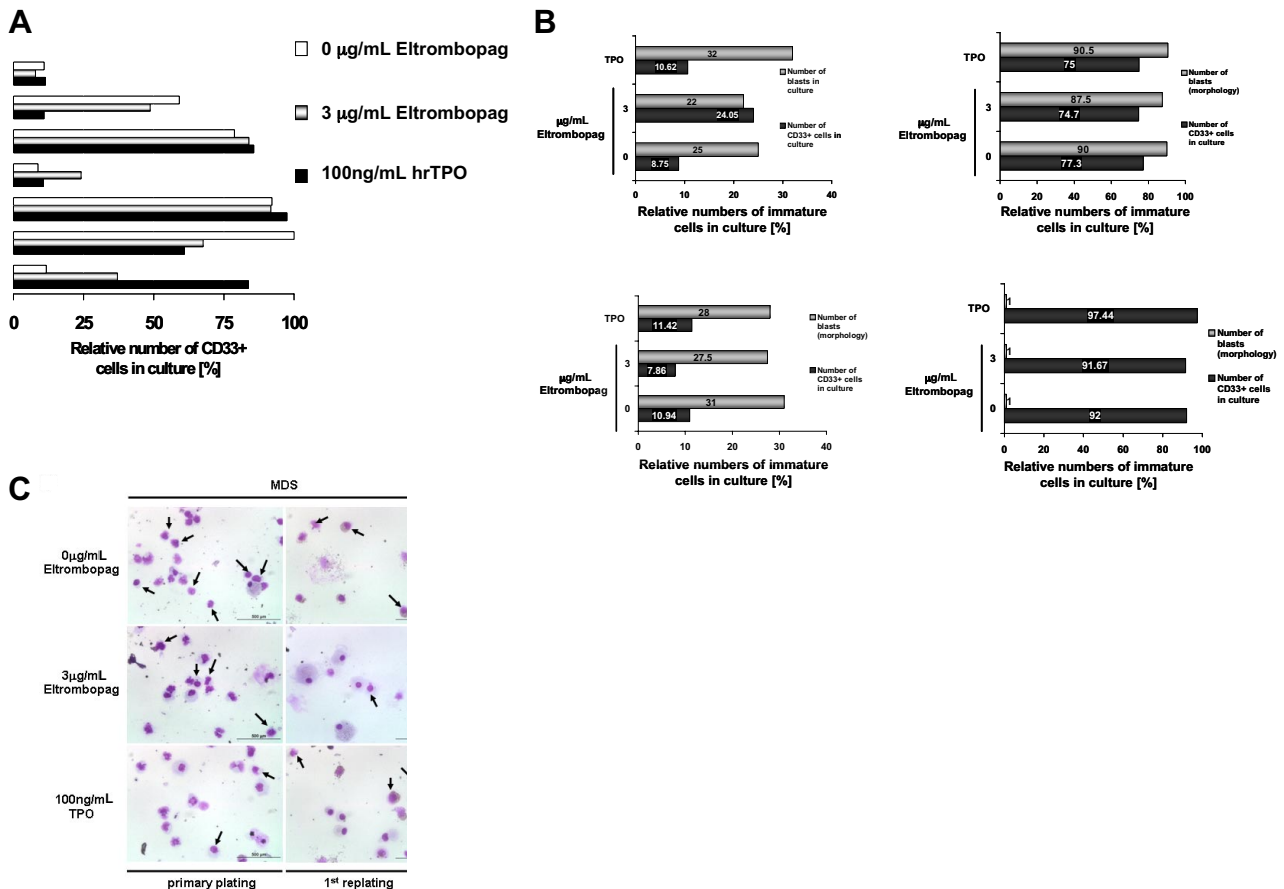 A
0 μg/mL Eltrombopag
3 μg/mL Eltrombopag
100ng/mL hrTPO
0 25 50 75 100
Relative number of CD33+
cells in culture [%]
B
TPO
32
10.62
3
22
24.05
0
25
8.75
μg/mL
Eltrombopag
Number of
blasts in
culture
Number of
CD33+ cells in
culture
0 10 20 30 40
Relative numbers of immature
cells in culture [%]
TPO
90.5
75
3
87.5
74.7
0
90
77.3
μg/mL
Eltrombopag
Number of
blasts
(morphology)
Number of
CD33+ cells
in culture
0 20 40 60 80 100
Relative numbers of immature
cells in culture [%]
TPO
28
11.42
3
27.5
7.86
0
31
10.94
μg/mL
Eltrombopag
Number of
blasts
(morphology)
Number of
CD33+ cells
in culture
0 10 20 30 40
Relative numbers of immature
cells in culture [%]
TPO
1
97.44
3
1
91.67
0
1
92
μg/mL
Eltrombopag
Number of
blasts
(morphology)
Number of
CD33+ cells
in culture
0 20 40 60 80 100
Relative numbers of immature
cells in culture [%]
C
MDS
0μg/mL
Eltrombopag
3μg/mL
Eltrombopag
100ng/mL
TPO
primary plating
1st replating